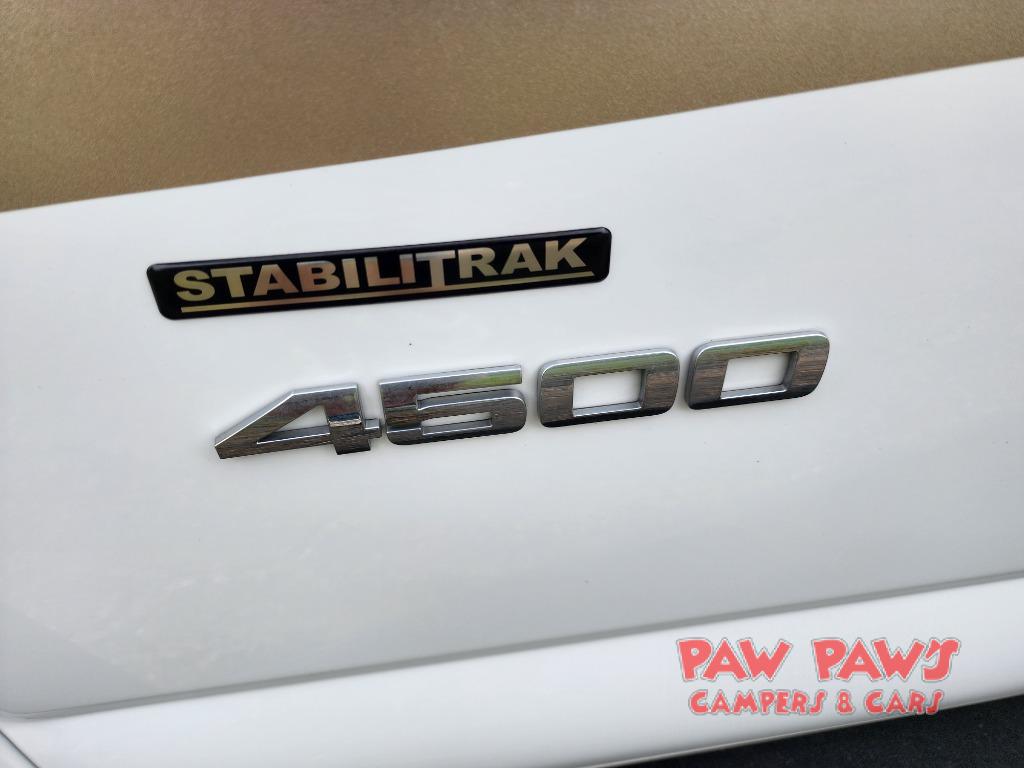 STABILITRAK
4500
PAW PAW'S
CAMPERS & CARS